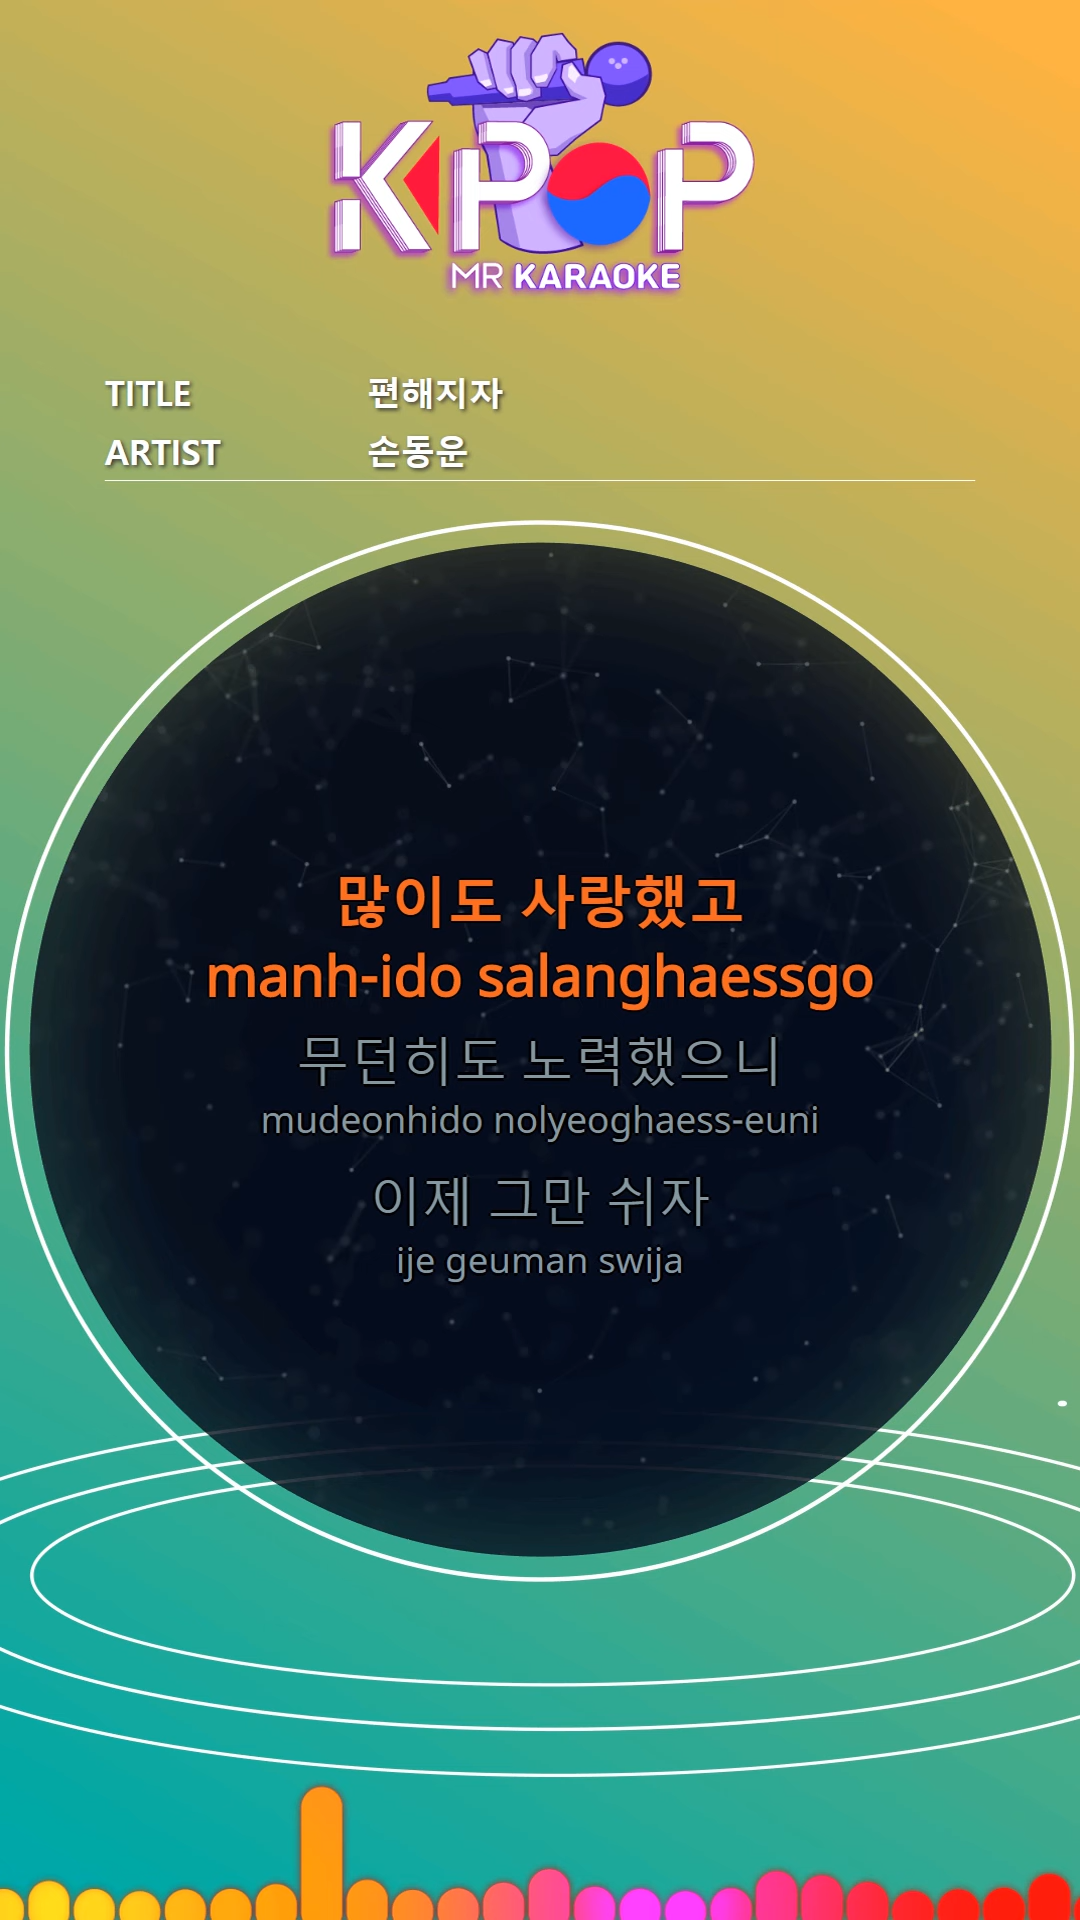 KPOP
MR KARAOKE
TITLE 편해지자
ARTIST 손동운
많이도 사랑했고
manh-ido salanghaessgo
무던히도 노력했으니
mudeonhido nolyeoghaess-euni
이제 그만 쉬자
ije geuman swija